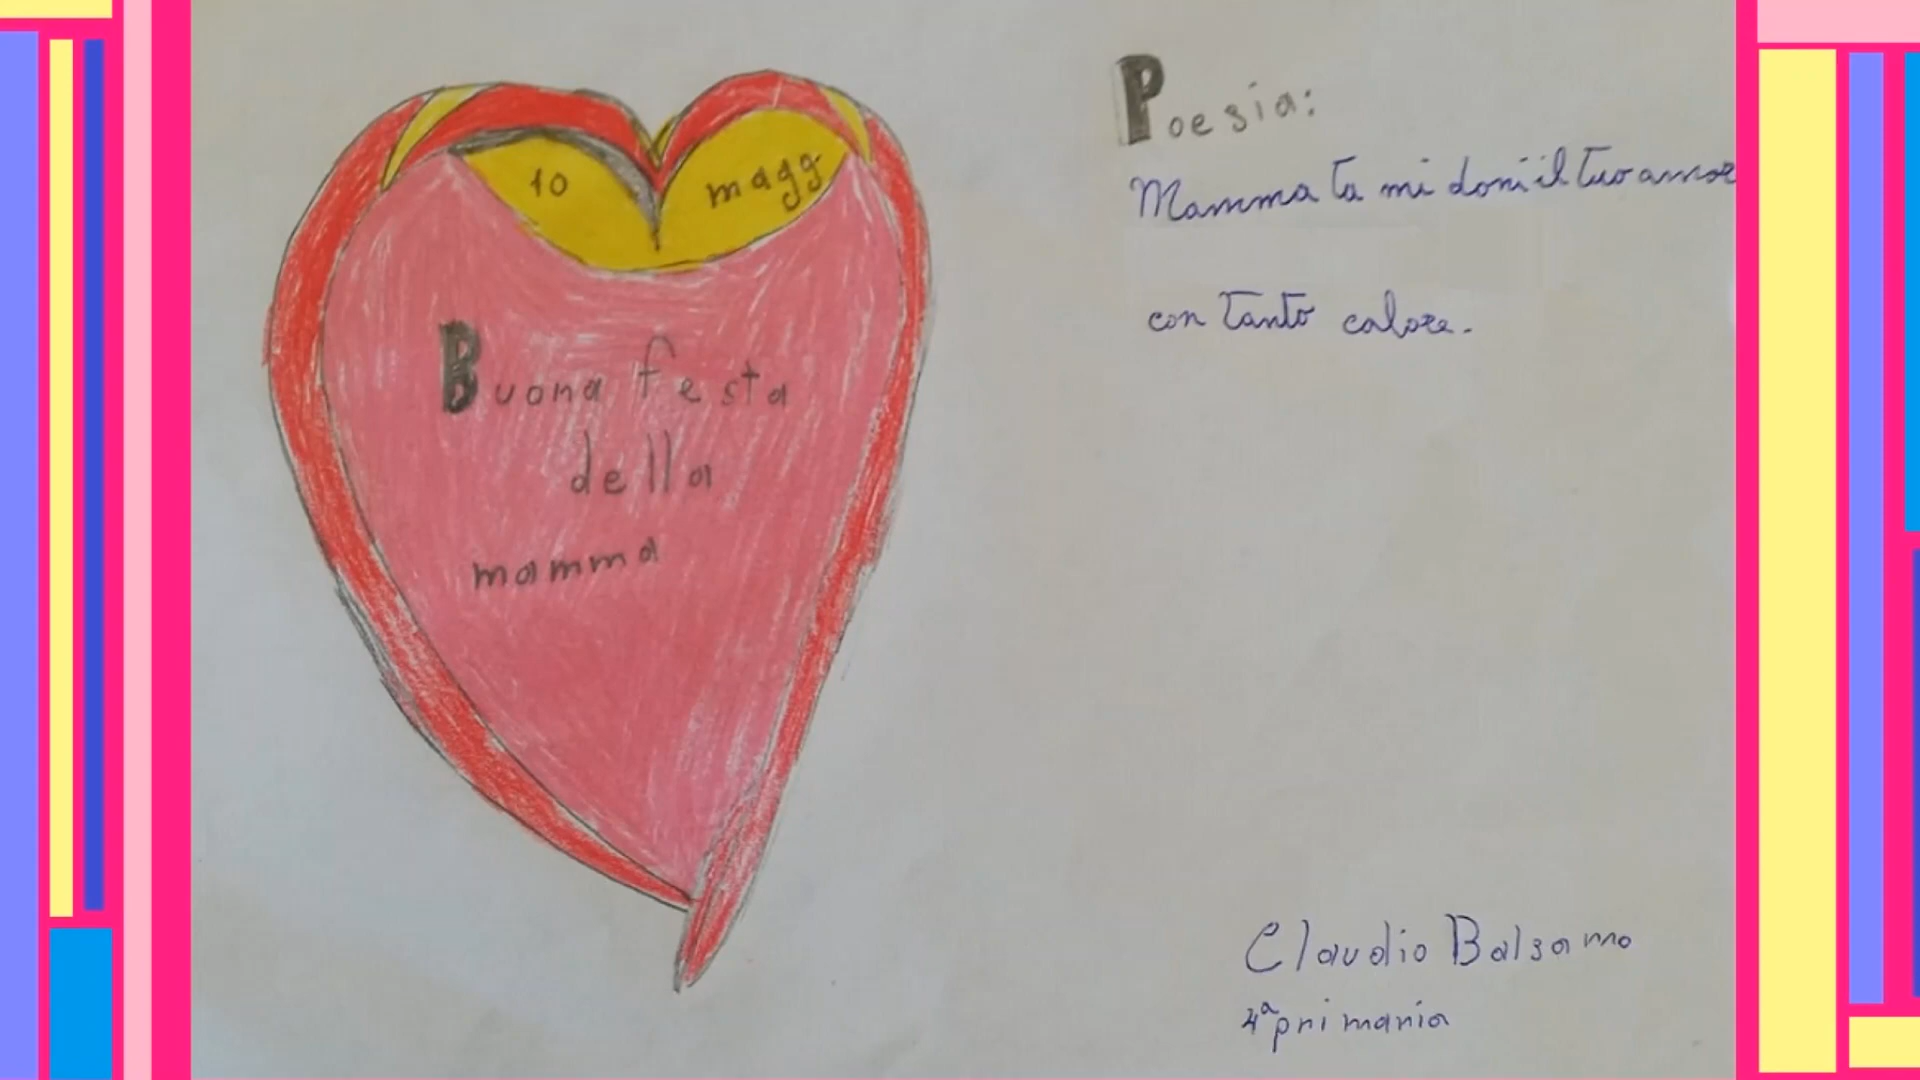 10 magg
Buona festa
della
mamma
Poesia:
Mamma tu mi doni il tuo amor
con tanto calore.
Claudio Balsamo
4ª primaria